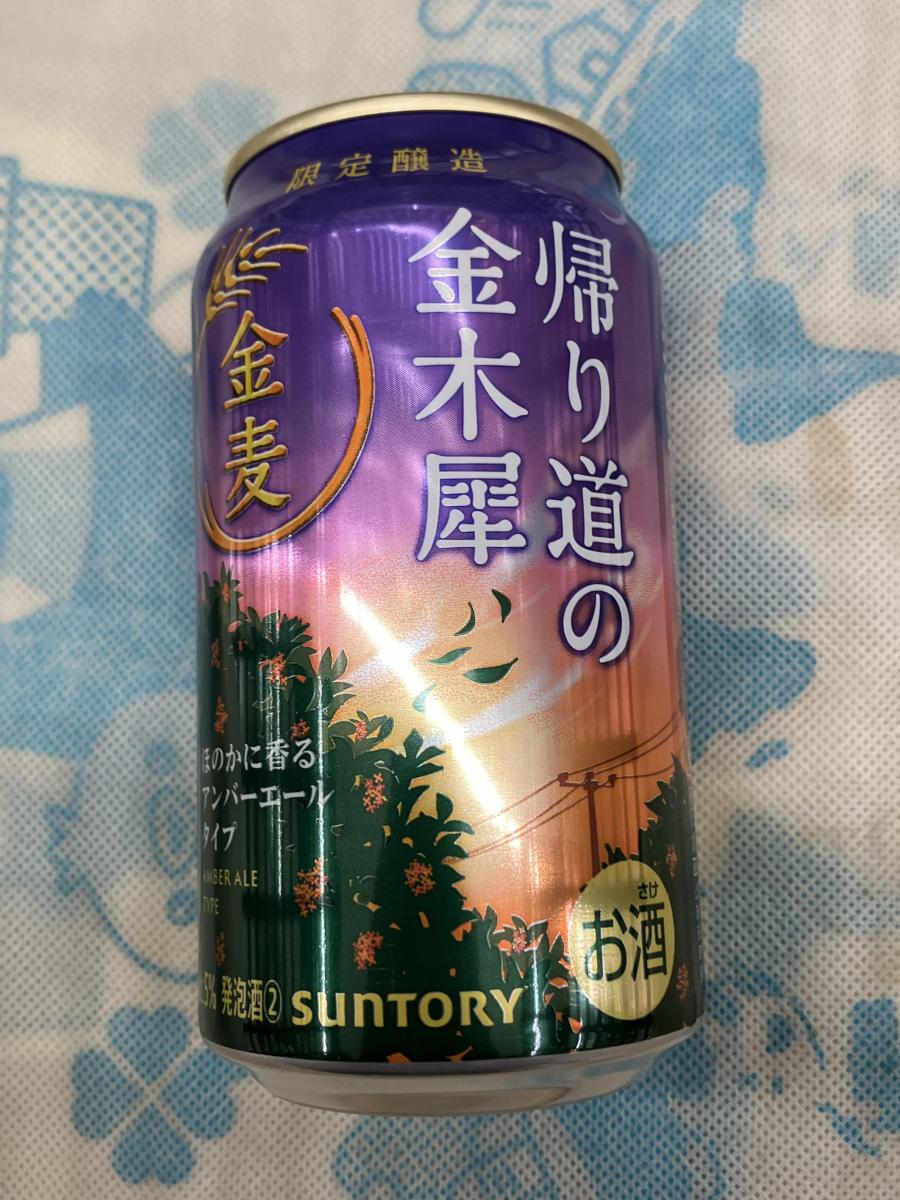 限定醸造
帰り道の
金木犀
金麦
ほのかに香る
アンバーエール
タイプ
AMBER ALE
TYPE
さけ
お酒
5% 発泡酒②
SUNTORY